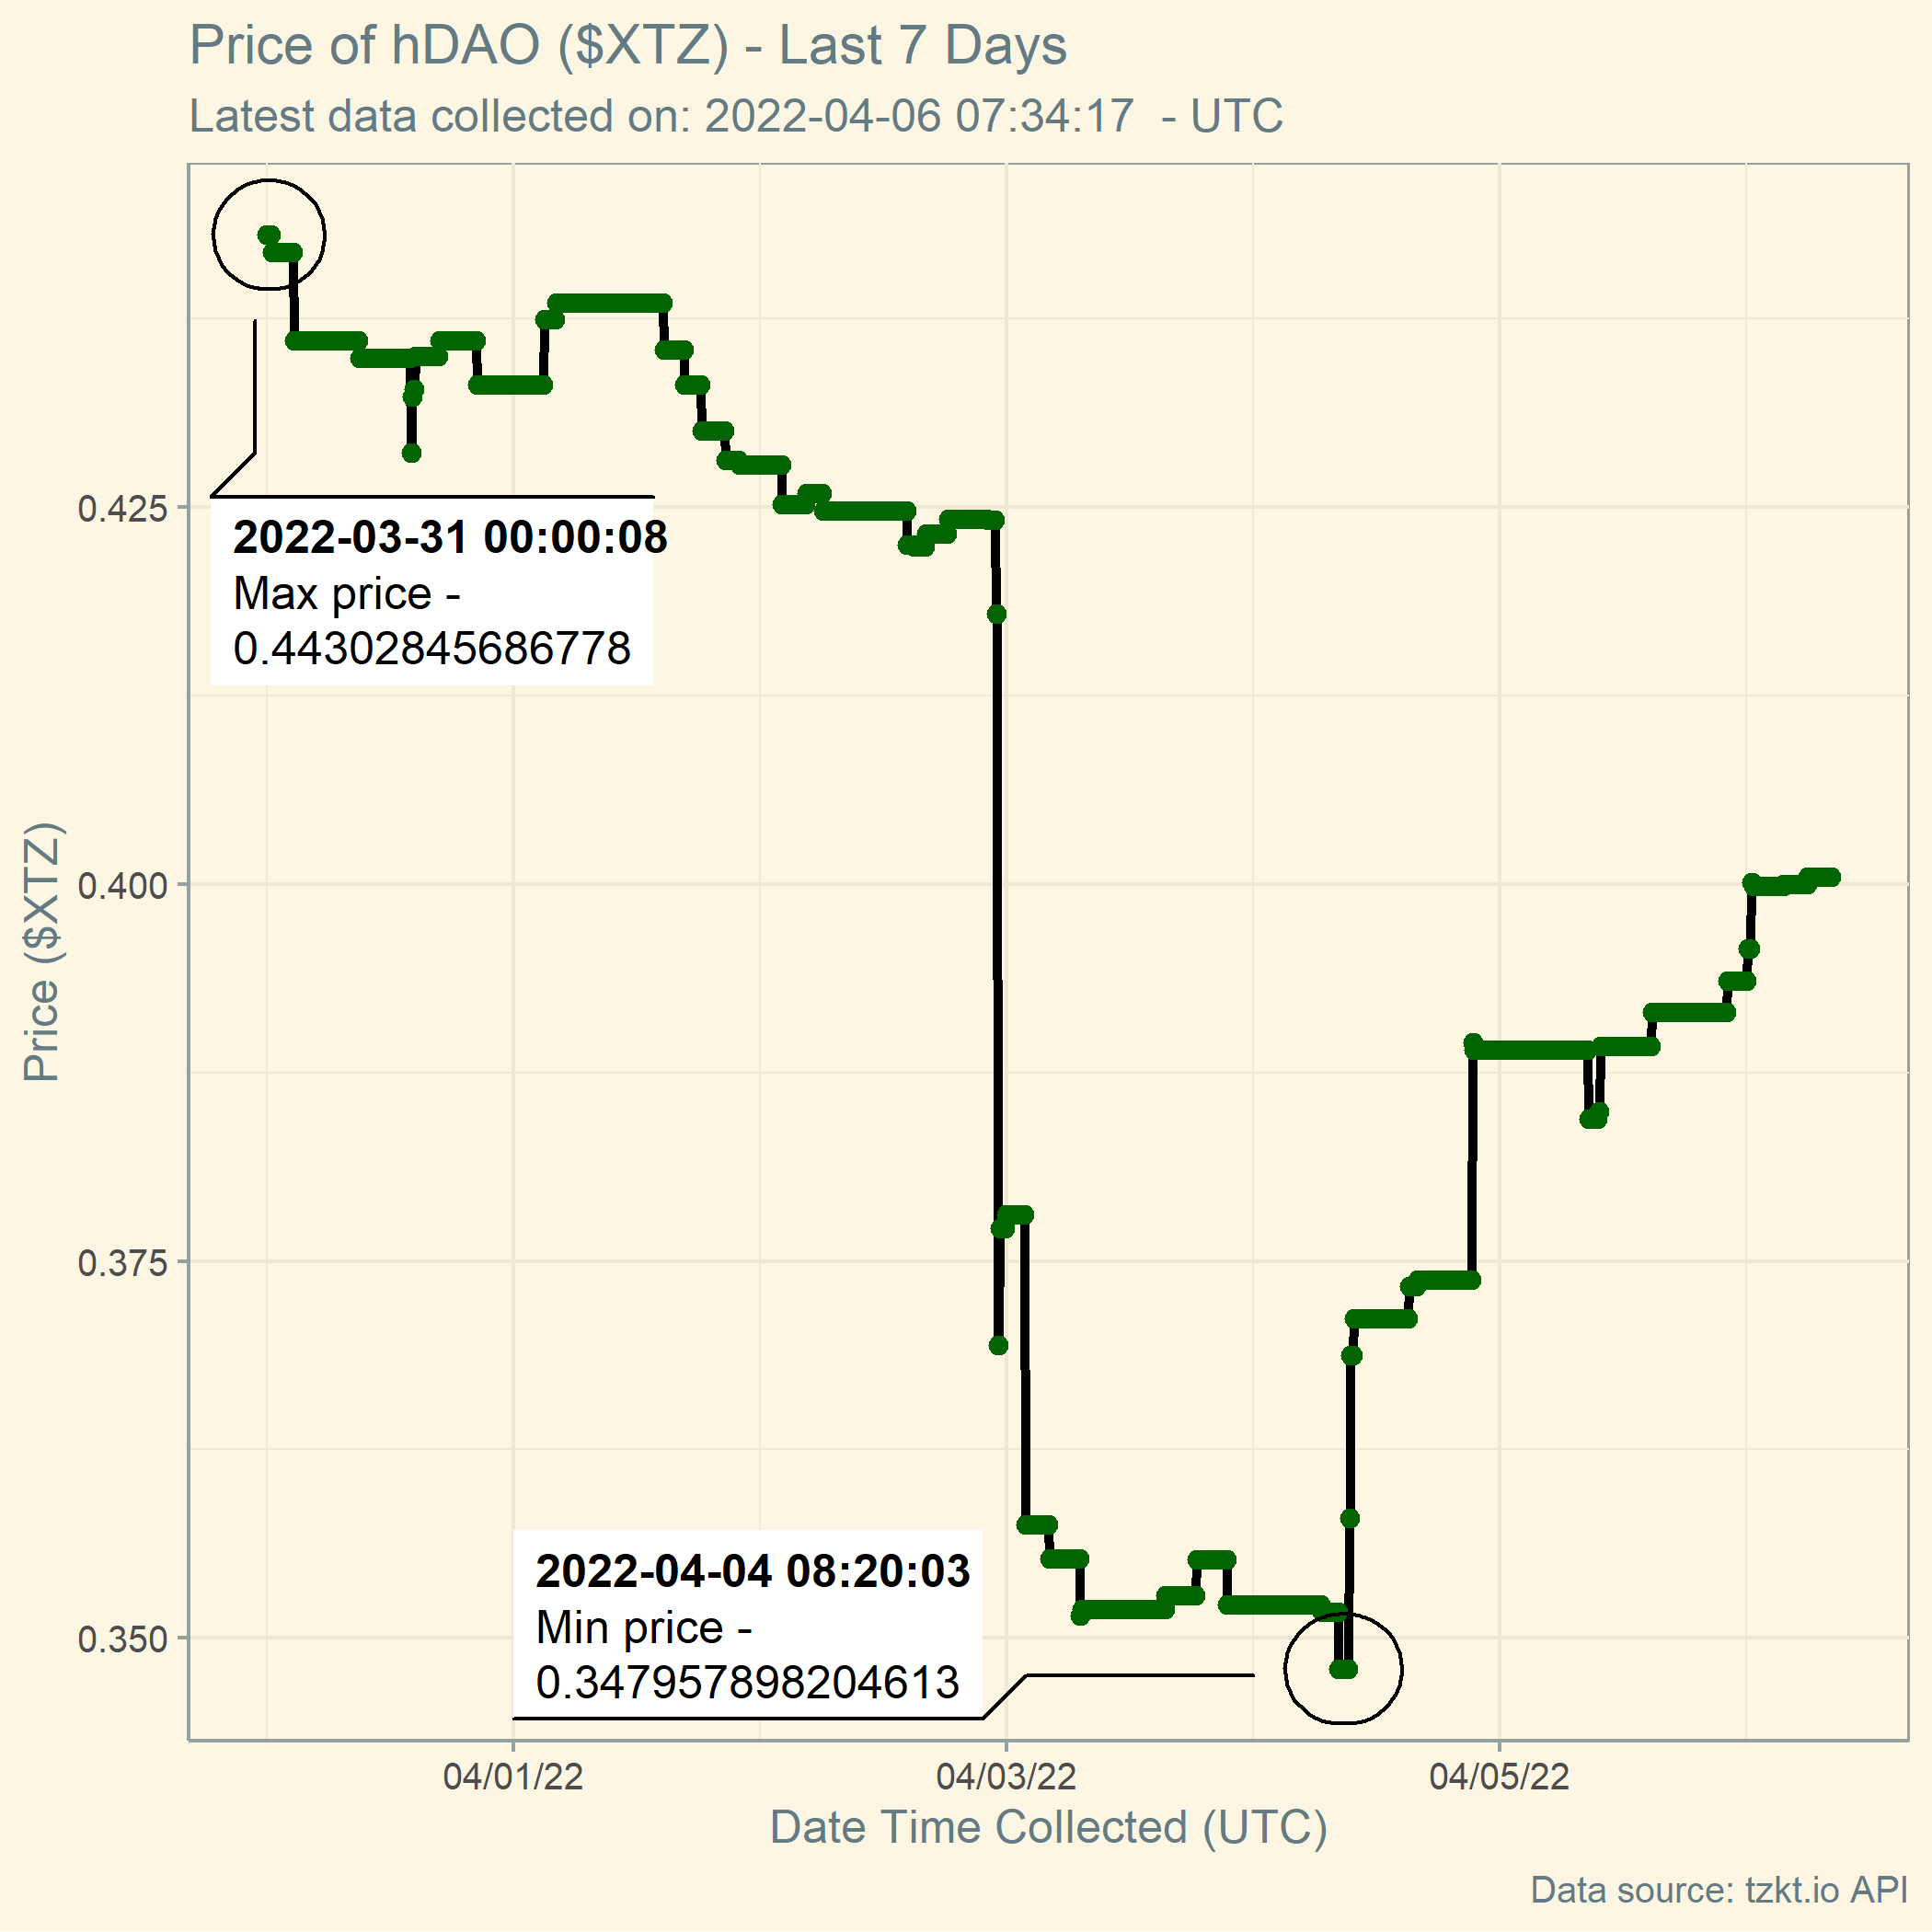 Price of hDAO ($XTZ) - Last 7 Days
Latest data collected on: 2022-04-06 07:34:17  - UTC
2022-03-31 00:00:08
Max price -
0.44302845686778
2022-04-04 08:20:03
Min price -
0.347957898204613
Price ($XTZ)
0.425
0.400
0.375
0.350
04/01/22
04/03/22
04/05/22
Date Time Collected (UTC)
Data source: tzkt.io API